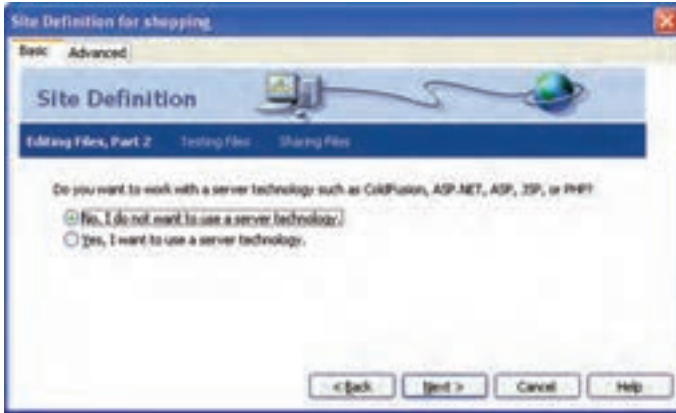 Site Definition for shopping
Basic Advanced
Site Definition
Editing Files, Part 2 Testing Files Sharing Files
Do you want to work with a server technology such as ColdFusion, ASP.NET, ASP, JSP, or PHP?
No, I do not want to use a server technology.
Yes, I want to use a server technology.
< Back Next > Cancel Help